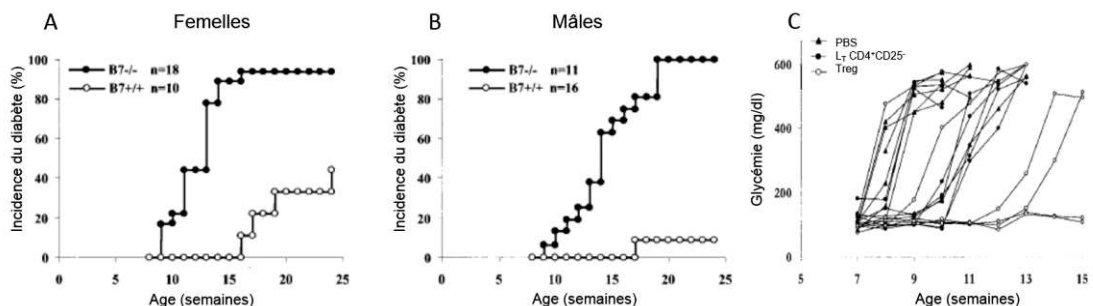 A Femelles
Incidence du diabète (%)
100
80
60
40
20
0
B7-/- n=18
B7+/+ n=10
0 5 10 15 20 25
Age (semaines)
B Mâles
Incidence du diabète (%)
100
80
60
40
20
0
B7-/- n=11
B7+/+ n=16
0 5 10 15 20 25
Age (semaines)
C
PBS
LT CD4+CD25-
Treg
Glycémie (mg/dl)
600
400
200
0
7 9 11 13 15
Age (semaines)